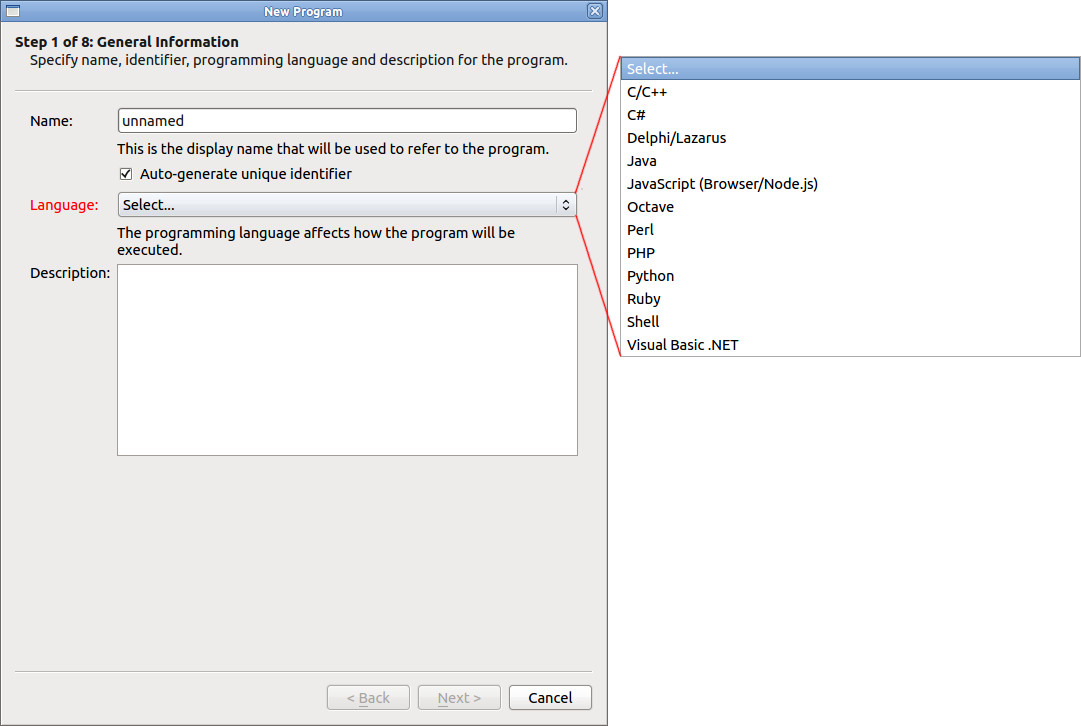 New Program
Step 1 of 8: General Information
Specify name, identifier, programming language and description for the program.
Name: unnamed
This is the display name that will be used to refer to the program.
Auto-generate unique identifier
Language: Select...
The programming language affects how the program will be
executed.
Description:
< Back Next > Cancel
Select...
C/C++
C#
Delphi/Lazarus
Java
JavaScript (Browser/Node.js)
Octave
Perl
PHP
Python
Ruby
Shell
Visual Basic .NET